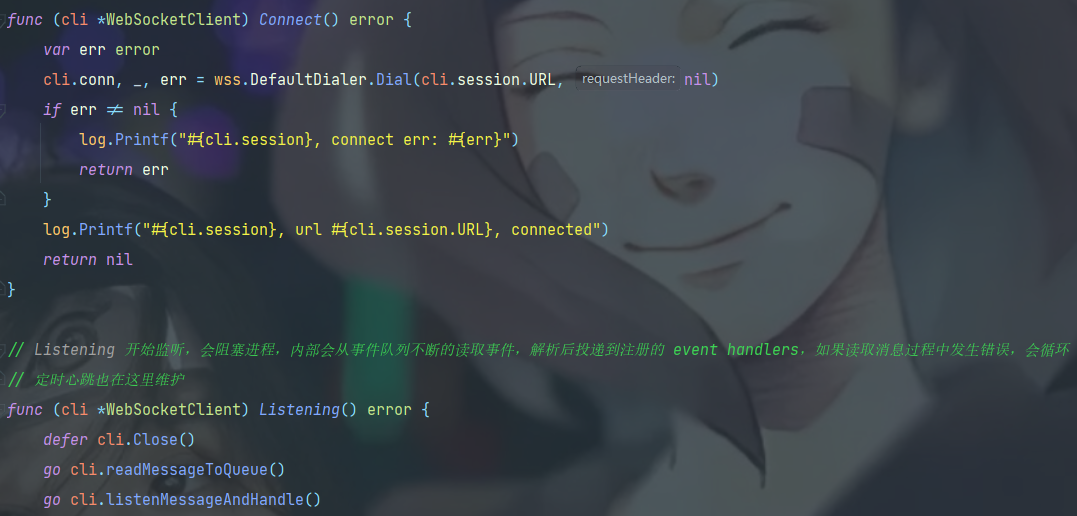 func (cli *WebSocketClient) Connect() error {
var err error
cli.conn, _, err = wss.DefaultDialer.Dial(cli.session.URL, requestHeader: nil)
if err != nil {
log.Printf("#{cli.session}, connect err: #{err}")
return err
}
log.Printf("#{cli.session}, url #{cli.session.URL}, connected")
return nil
}
// Listening 开始监听，会阻塞进程，内部会从事件队列不断的读取事件，解析后投递到注册的 event handlers，如果读取消息过程中发生错误，会循环
// 定时心跳也在这里维护
func (cli *WebSocketClient) Listening() error {
defer cli.Close()
go cli.readMessageToQueue()
go cli.listenMessageAndHandle()